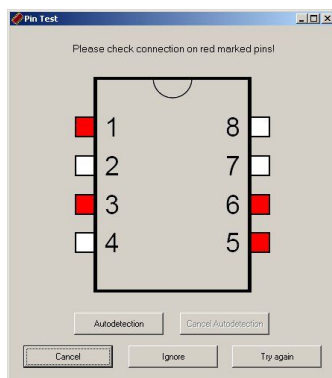 Pin Test
Please check connection on red marked pins!
1 8
2 7
3 6
4 5
Autodetection Cancel Autodetection
Cancel Ignore Try again